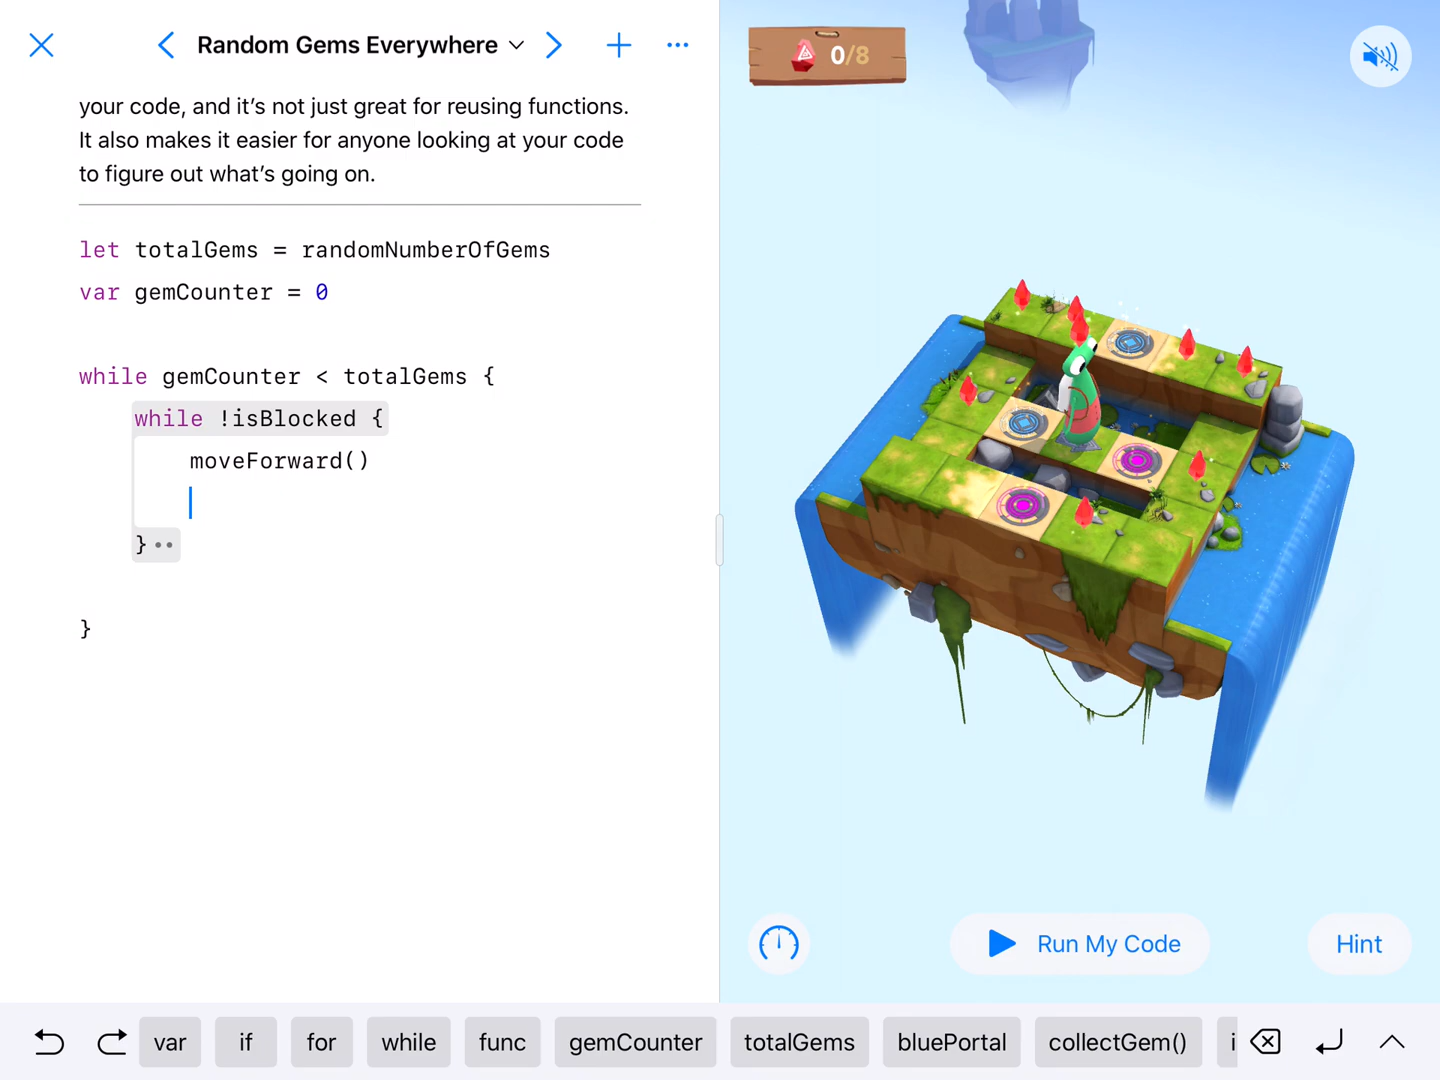 Random Gems Everywhere
your code, and it’s not just great for reusing functions.
It also makes it easier for anyone looking at your code
to figure out what’s going on.
let totalGems = randomNumberOfGems
var gemCounter = 0
while gemCounter < totalGems {
while !isBlocked {
moveForward()
}
}
0/8
Run My Code
Hint
var if for while func gemCounter totalGems bluePortal collectGem() i